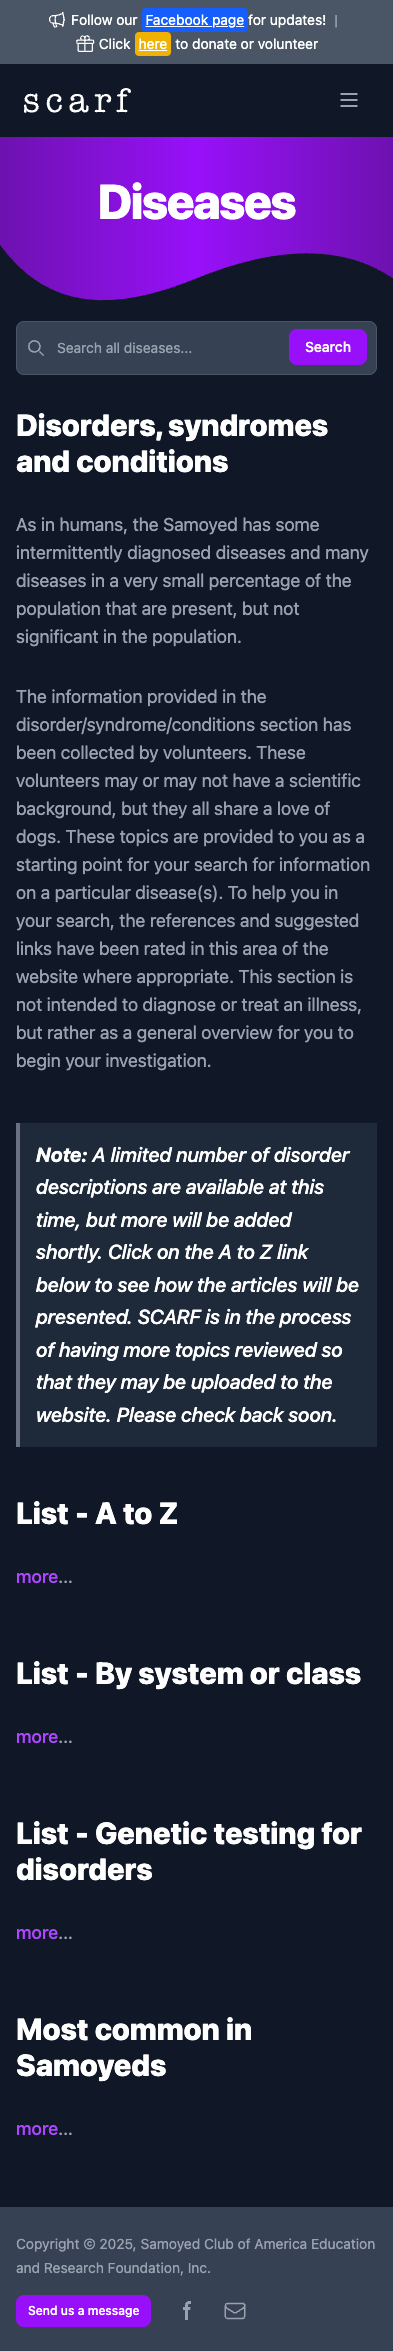 Follow our Facebook page for updates! |
Click here to donate or volunteer
scarf
Diseases
Search all diseases...
Search
Disorders, syndromes
and conditions
As in humans, the Samoyed has some
intermittently diagnosed diseases and many
diseases in a very small percentage of the
population that are present, but not
significant in the population.
The information provided in the
disorder/syndrome/conditions section has
been collected by volunteers. These
volunteers may or may not have a scientific
background, but they all share a love of
dogs. These topics are provided to you as a
starting point for your search for information
on a particular disease(s). To help you in
your search, the references and suggested
links have been rated in this area of the
website where appropriate. This section is
not intended to diagnose or treat an illness,
but rather as a general overview for you to
begin your investigation.
Note: A limited number of disorder
descriptions are available at this
time, but more will be added
shortly. Click on the A to Z link
below to see how the articles will be
presented. SCARF is in the process
of having more topics reviewed so
that they may be uploaded to the
website. Please check back soon.
List - A to Z
more...
List - By system or class
more...
List - Genetic testing for
disorders
more...
Most common in
Samoyeds
more...
Copyright © 2025, Samoyed Club of America Education
and Research Foundation, Inc.
Send us a message